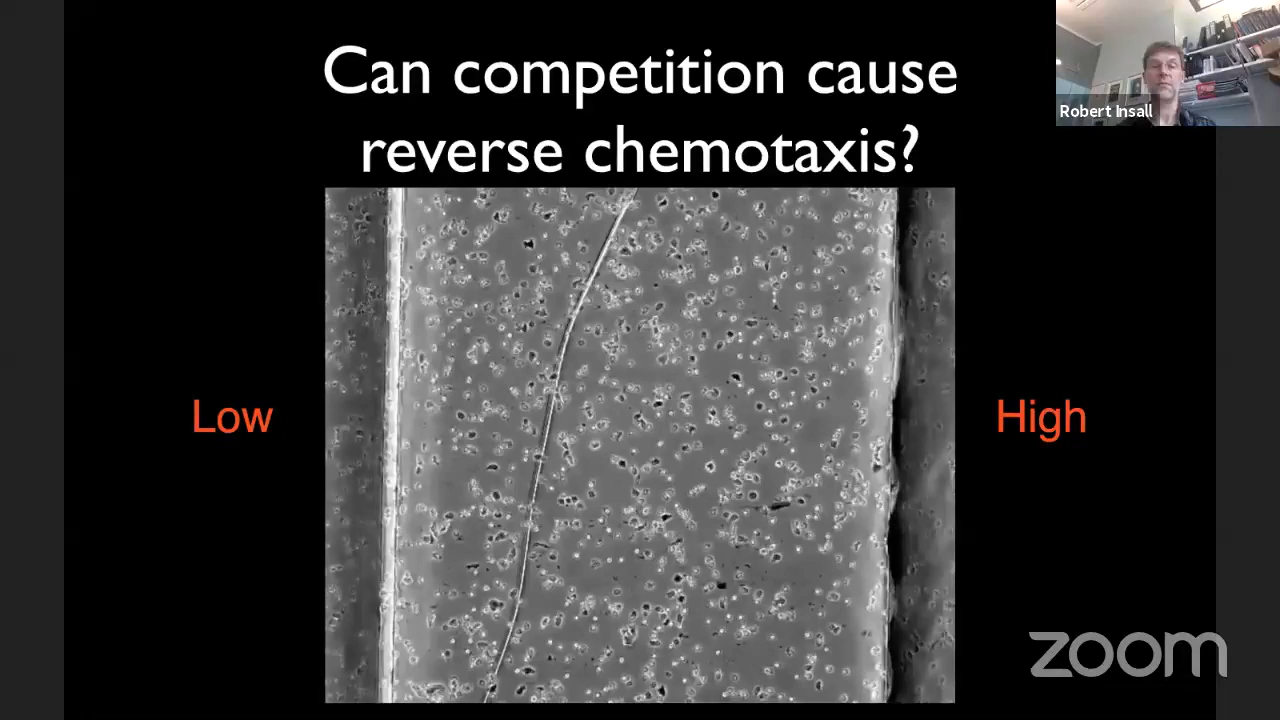 Can competition cause
reverse chemotaxis?
Robert Insall
Low
High
zoom